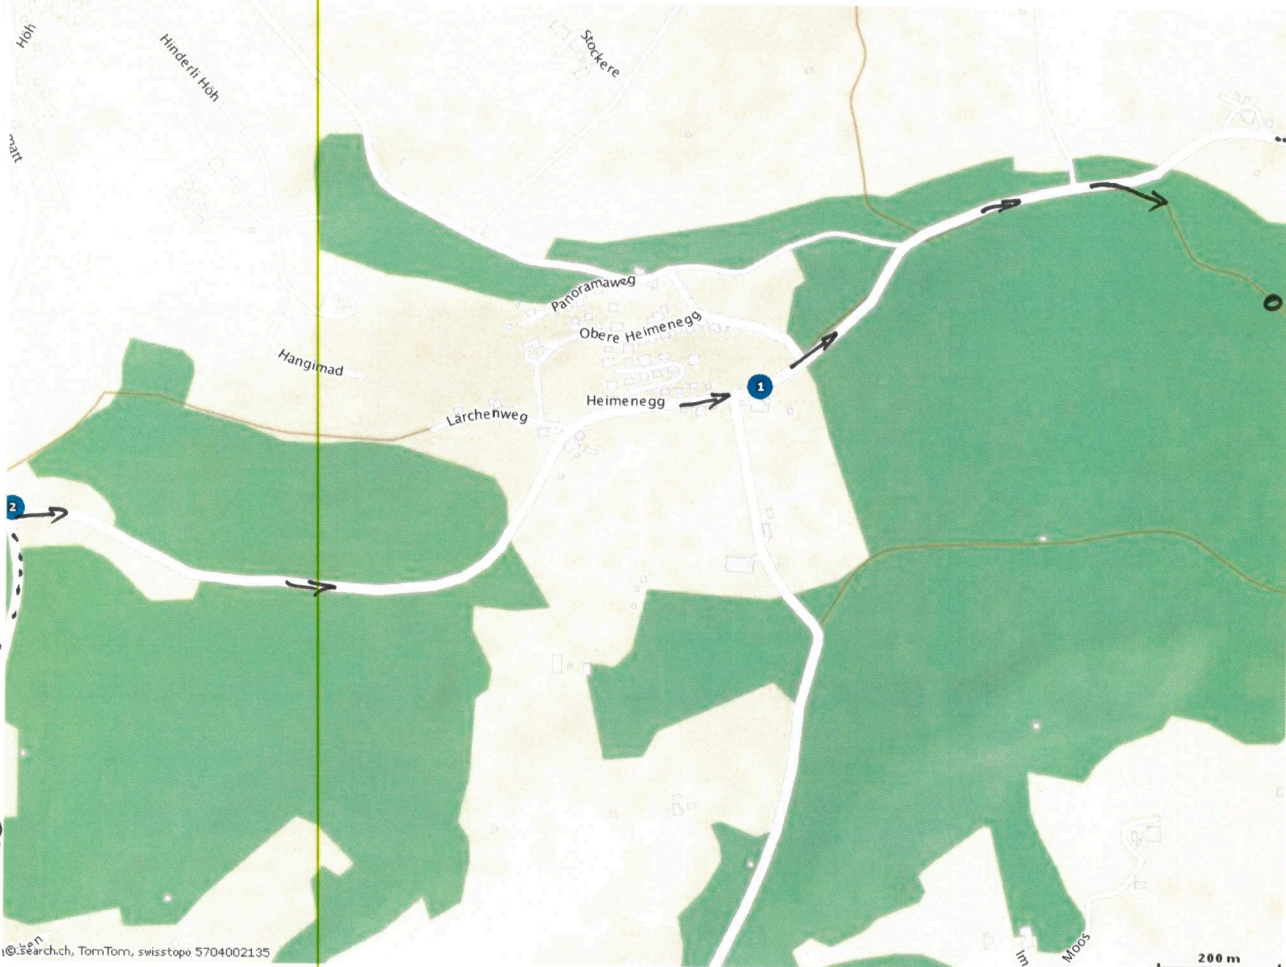 Höh
Hinderli Höh
Stockere
matt
Panoramaweg
Obere Heimenegg
Hangimad
Heimenegg
Lärchenweg
1
2
Moos
Im
200 m
© search.ch, TomTom, swisstopo 5704002135